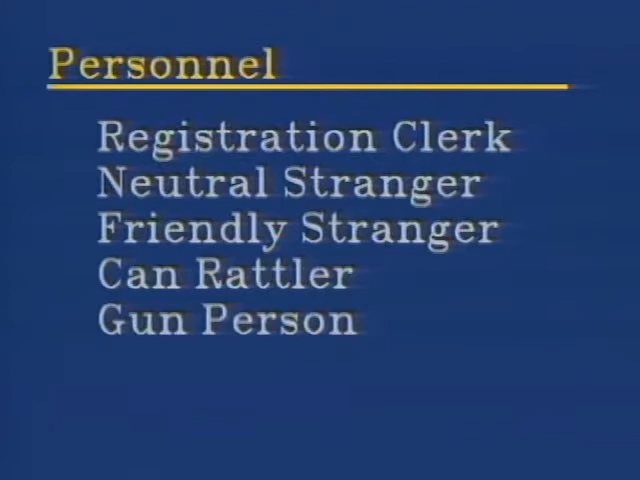 Personnel
Registration Clerk
Neutral Stranger
Friendly Stranger
Can Rattler
Gun Person